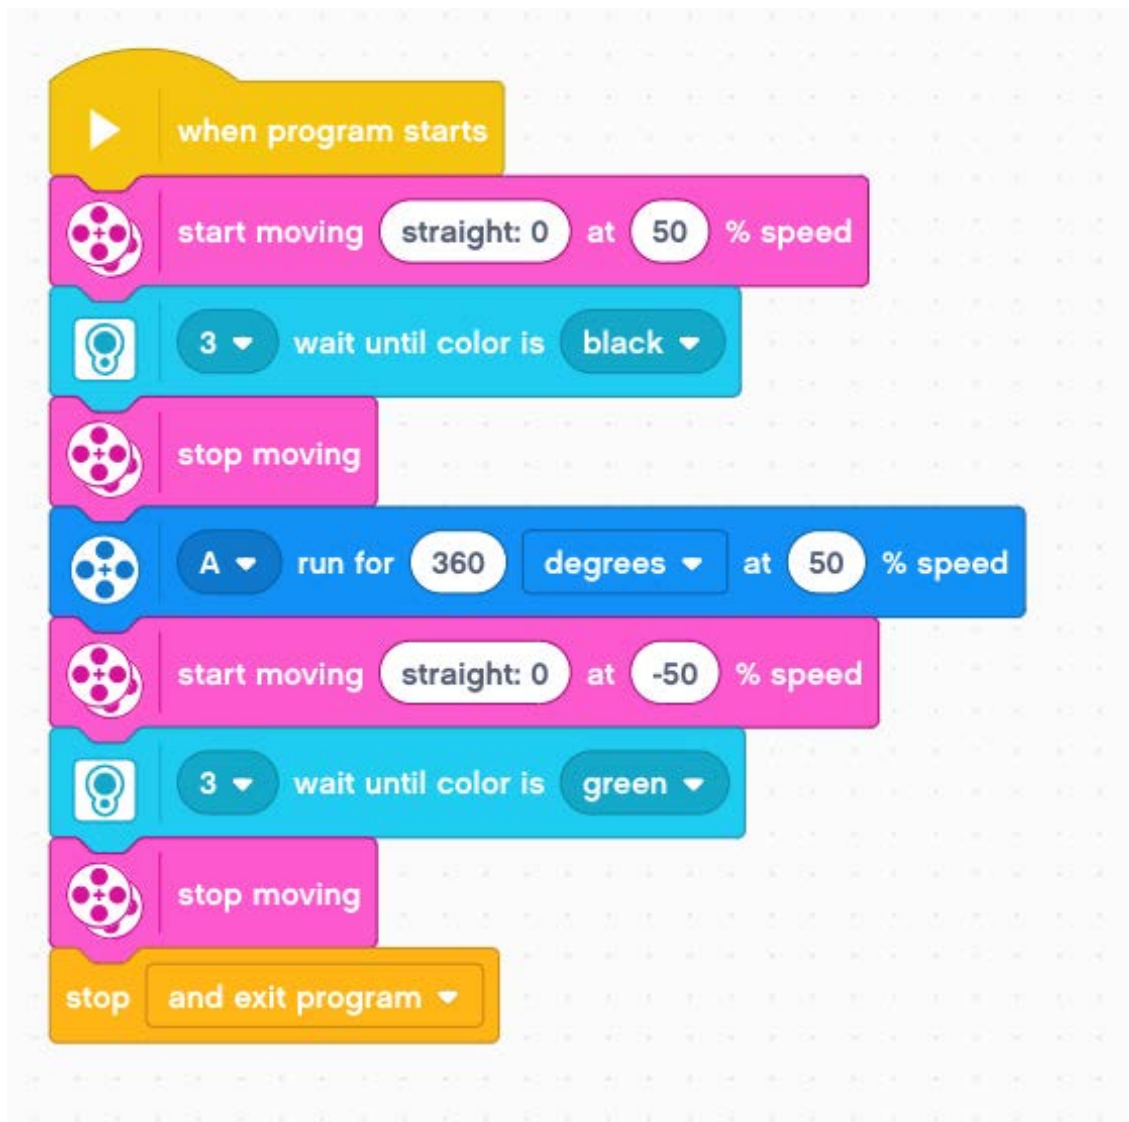 when program starts
start moving straight: 0 at 50 % speed
3 wait until color is black
stop moving
A run for 360 degrees at 50 % speed
start moving straight: 0 at -50 % speed
3 wait until color is green
stop moving
stop and exit program